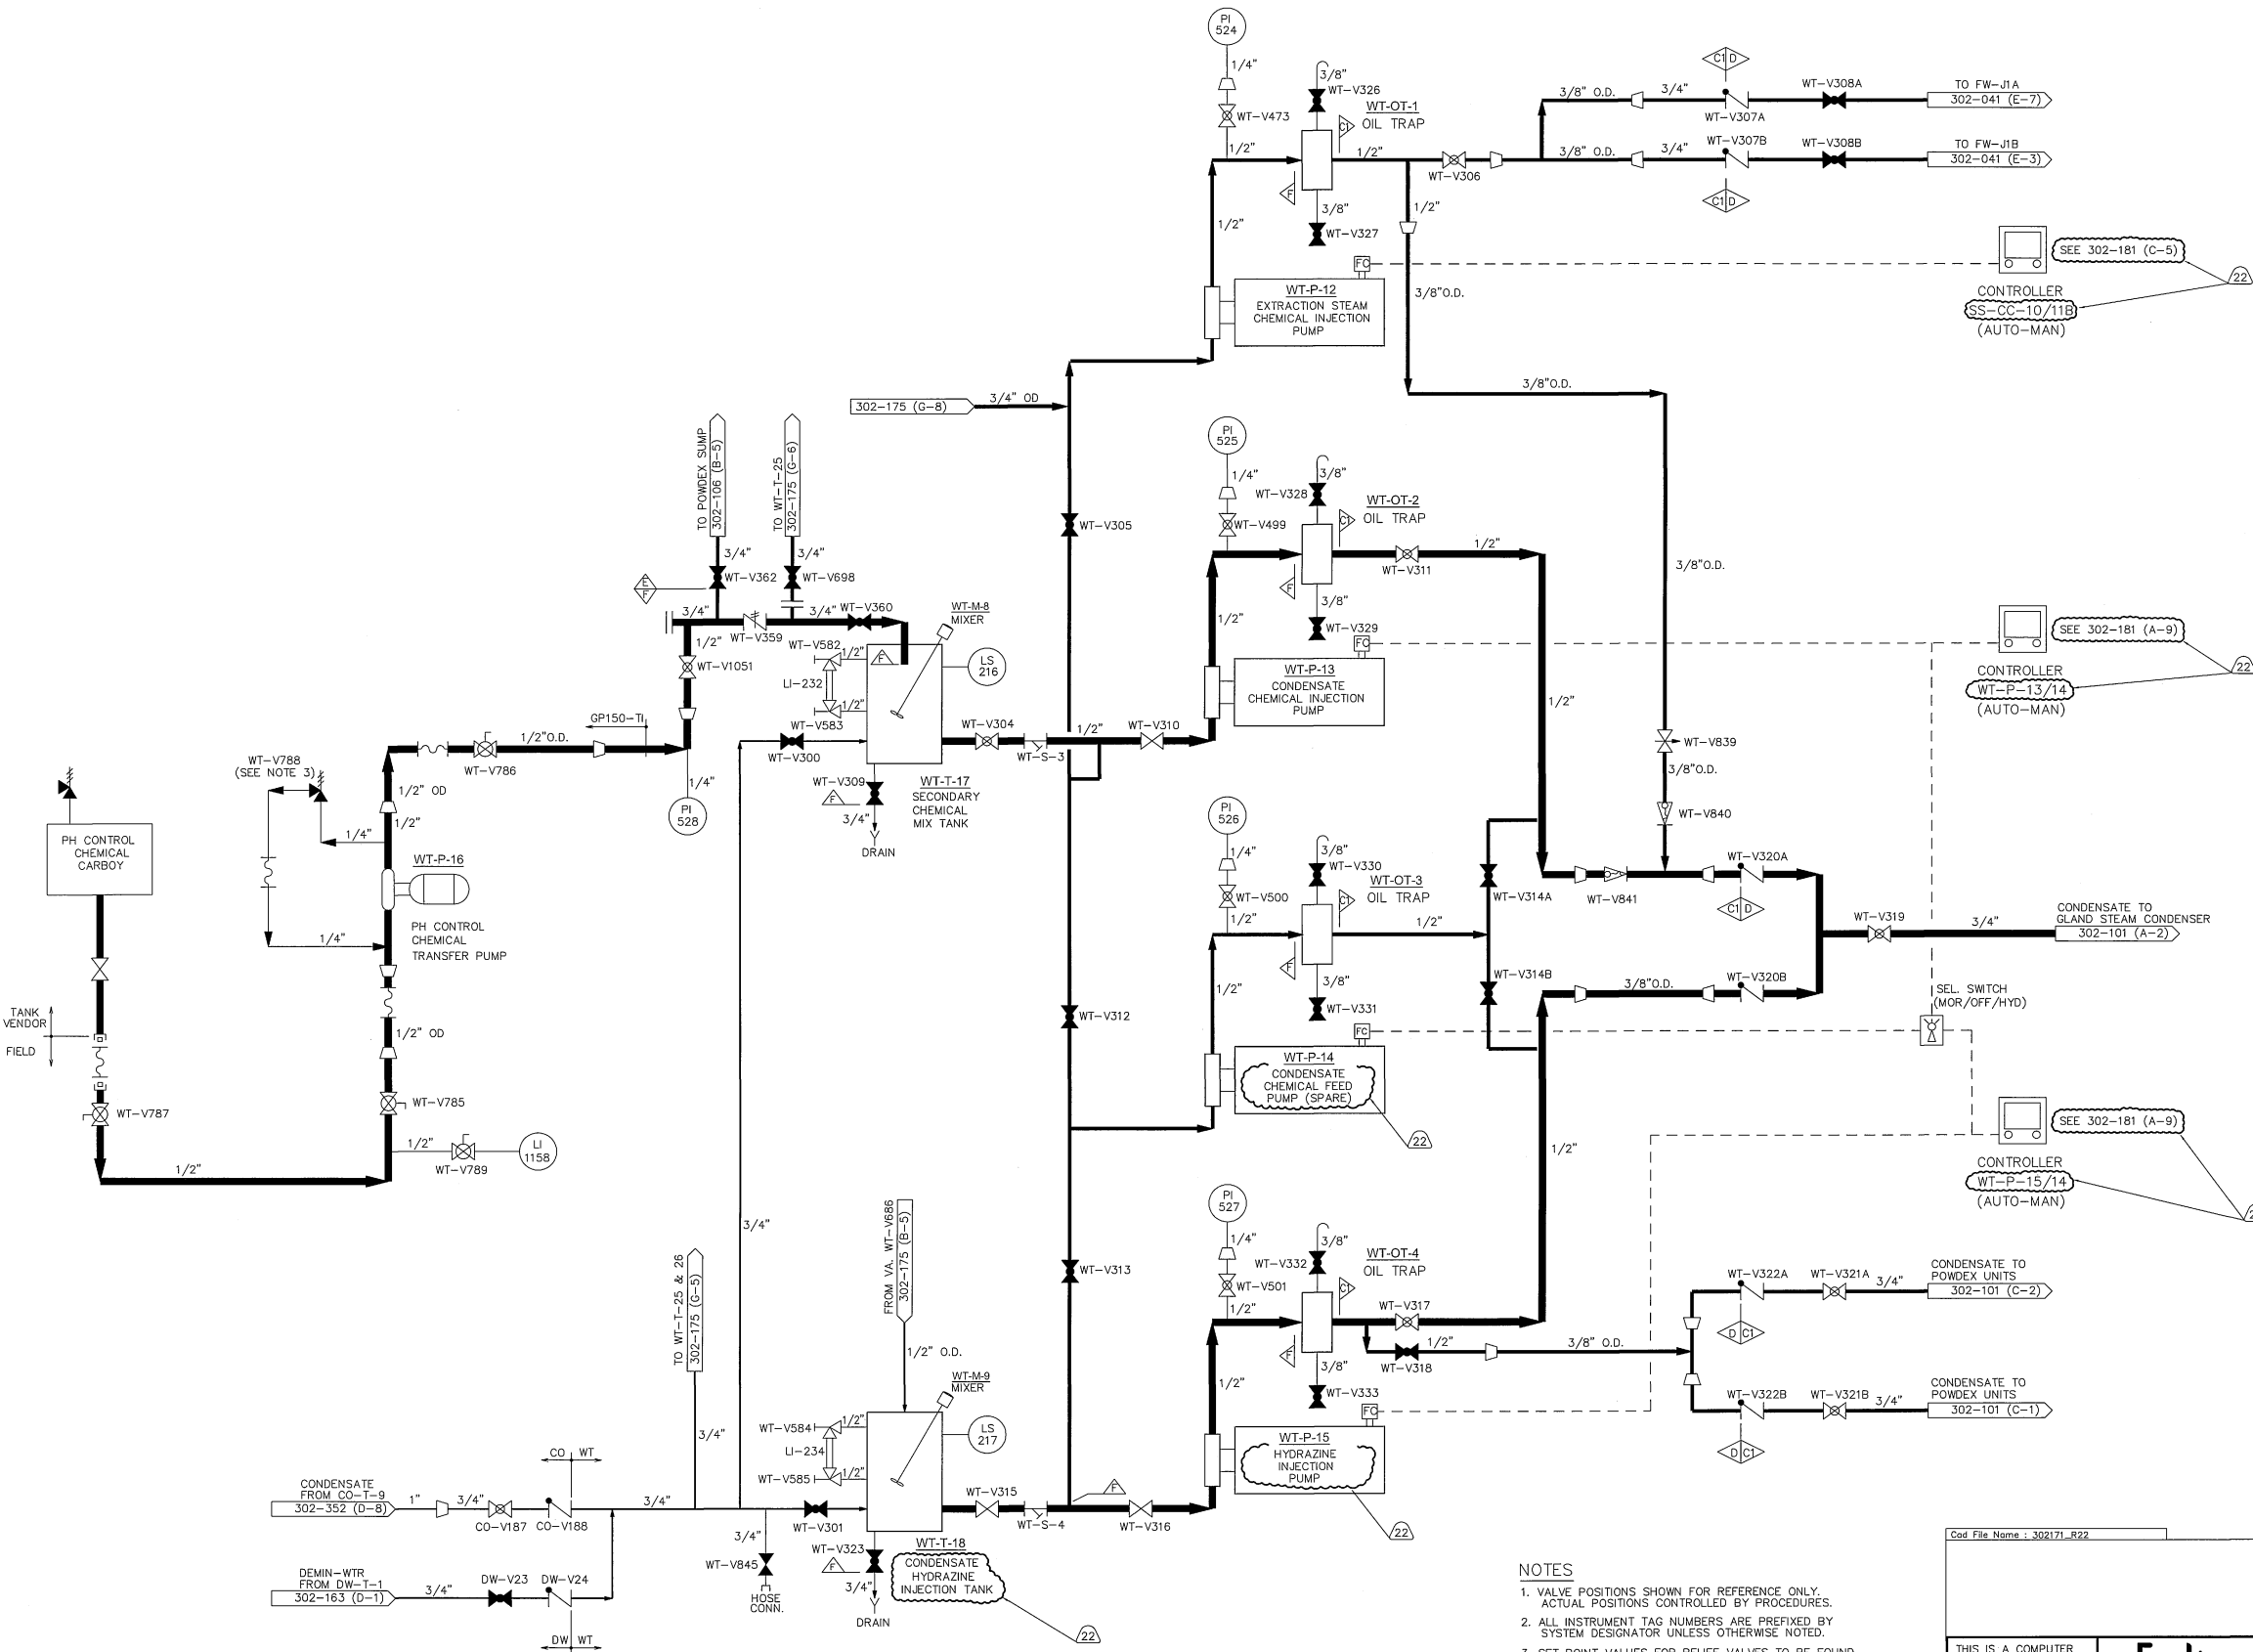 PI
524
1/4"
WT-V473
1/2"
3/8"
WT-V326
WT-OT-1
OIL TRAP
C1
F
1/2"
1/2"
3/8"
WT-V327
WT-V306
1/2"
3/8" O.D.
3/4"
C1 D
WT-V307A
WT-V308A
TO FW-J1A
302-041 (E-7)
3/8" O.D.
3/4"
WT-V307B
C1 D
WT-V308B
TO FW-J1B
302-041 (E-3)
FC
WT-P-12
EXTRACTION STEAM
CHEMICAL INJECTION
PUMP
3/8"O.D.
SEE 302-181 (C-5)
22
CONTROLLER
SS-CC-10/11B
(AUTO-MAN)
302-175 (G-8)
3/4" OD
3/8"O.D.
TO POWDEX SUMP
302-106 (B-5)
TO WT-T-25
302-175 (G-6)
3/4"
WT-V362
3/4"
WT-V698
E
F
3/4"
WT-V359
3/4"
WT-V360
1/2"
WT-V1051
WT-M-8
MIXER
WT-V582
1/2"
LI-232
1/2"
WT-V583
F
LS
216
WT-V300
WT-V309
F
3/4"
DRAIN
WT-T-17
SECONDARY
CHEMICAL
MIX TANK
WT-V304
WT-S-3
1/2"
WT-V310
WT-V305
PI
525
1/4"
WT-V499
1/2"
3/8"
WT-V328
WT-OT-2
OIL TRAP
C1
F
1/2"
3/8"
WT-V329
WT-V311
1/2"
1/2"
FC
WT-P-13
CONDENSATE
CHEMICAL INJECTION
PUMP
3/8"O.D.
SEE 302-181 (A-9)
22
CONTROLLER
WT-P-13/14
(AUTO-MAN)
WT-V839
3/8"O.D.
WT-V840
GP150-TI
1/2"O.D.
WT-V786
1/4"
PI
528
WT-V788
(SEE NOTE 3)
1/2" OD
1/2"
1/4"
PH CONTROL
CHEMICAL
CARBOY
WT-P-16
PH CONTROL
CHEMICAL
TRANSFER PUMP
1/4"
1/2" OD
TANK
VENDOR
FIELD
WT-V787
WT-V785
1/2"
WT-V789
LI
1158
1/2"
PI
526
1/4"
WT-V500
1/2"
3/8"
WT-V330
WT-OT-3
OIL TRAP
C1
F
1/2"
1/2"
3/8"
WT-V331
WT-V314A
WT-V314B
WT-V841
WT-V320A
C1 D
WT-V319
3/4"
CONDENSATE TO
GLAND STEAM CONDENSER
302-101 (A-2)
3/8"O.D.
WT-V320B
SEL. SWITCH
(MOR/OFF/HYD)
WT-V312
FC
WT-P-14
CONDENSATE
CHEMICAL FEED
PUMP (SPARE)
22
SEE 302-181 (A-9)
CONTROLLER
WT-P-15/14
(AUTO-MAN)
1/2"
WT-V313
PI
527
1/4"
WT-V501
1/2"
3/8"
WT-V332
WT-OT-4
OIL TRAP
C1
F
1/2"
3/8"
WT-V333
WT-V317
WT-V318
1/2"
3/8" O.D.
WT-V322A
D C1
WT-V321A
3/4"
CONDENSATE TO
POWDEX UNITS
302-101 (C-2)
WT-V322B
D C1
WT-V321B
3/4"
CONDENSATE TO
POWDEX UNITS
302-101 (C-1)
FC
WT-P-15
HYDRAZINE
INJECTION
PUMP
22
3/4"
TO WT-T-25 & 26
302-175 (G-5)
3/4"
FROM VA. WT-V686
302-175 (B-5)
1/2" O.D.
WT-M-9
MIXER
WT-V584
1/2"
LI-234
WT-V585
1/2"
LS
217
WT-V315
WT-S-4
F
WT-V316
CONDENSATE
FROM CO-T-9
302-352 (D-8)
1"
3/4"
CO-V187
CO WT
CO-V188
3/4"
WT-V301
3/4"
WT-V845
HOSE
CONN.
WT-V323
F
3/4"
DRAIN
WT-T-18
CONDENSATE
HYDRAZINE
INJECTION TANK
22
DEMIN-WTR
FROM DW-T-1
302-163 (D-1)
3/4"
DW-V23
DW-V24
DW WT
NOTES
1. VALVE POSITIONS SHOWN FOR REFERENCE ONLY.
ACTUAL POSITIONS CONTROLLED BY PROCEDURES.
2. ALL INSTRUMENT TAG NUMBERS ARE PREFIXED BY
SYSTEM DESIGNATOR UNLESS OTHERWISE NOTED.
Cad File Name : 302171_R22
THIS IS A COMPUTER